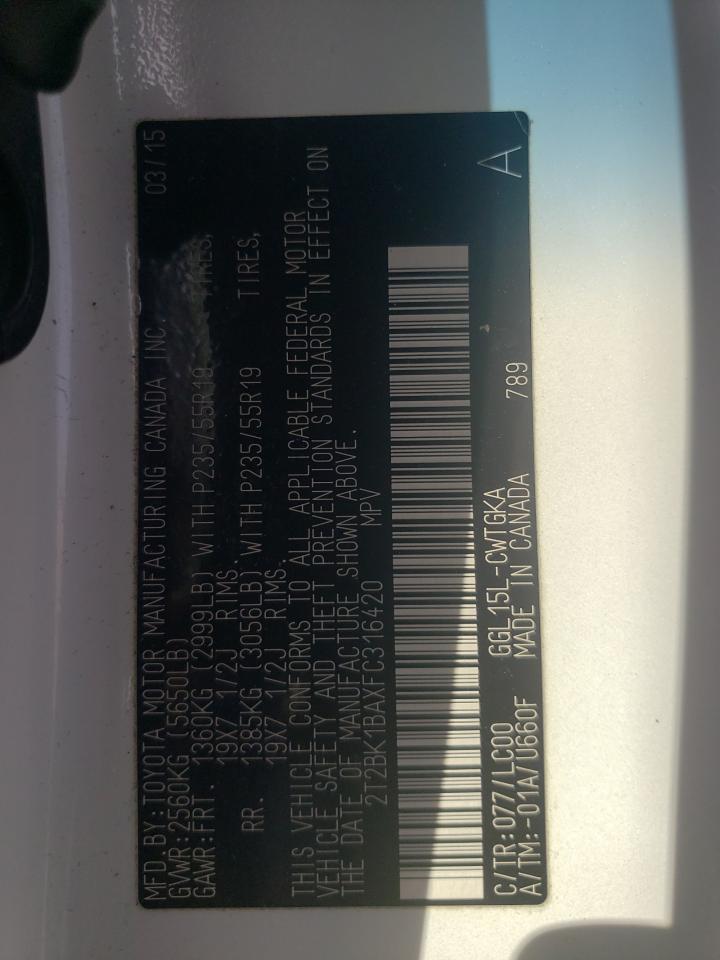 MFD BY:TOYOTA MOTOR MANUFACTURING CANADA INC. 03/15
GVWR:2560KG (5650LB)
GAWR:FRT. 1360KG (2999LB) WITH P235/55R19 TIRES,
19X7 1/2J RIMS.
RR. 1385KG (3056LB) WITH P235/55R19 TIRES,
19X7 1/2J RIMS.
THIS VEHICLE CONFORMS TO ALL APPLICABLE FEDERAL MOTOR
VEHICLE SAFETY AND THEFT PREVENTION STANDARDS IN EFFECT ON
THE DATE OF MANUFACTURE SHOWN ABOVE.
2T2BK1BAXFC316420 MPV
A
C/TR:077/LC00 GGL15L-CWTGKA
A/TM:-01A/U660F MADE IN CANADA 789